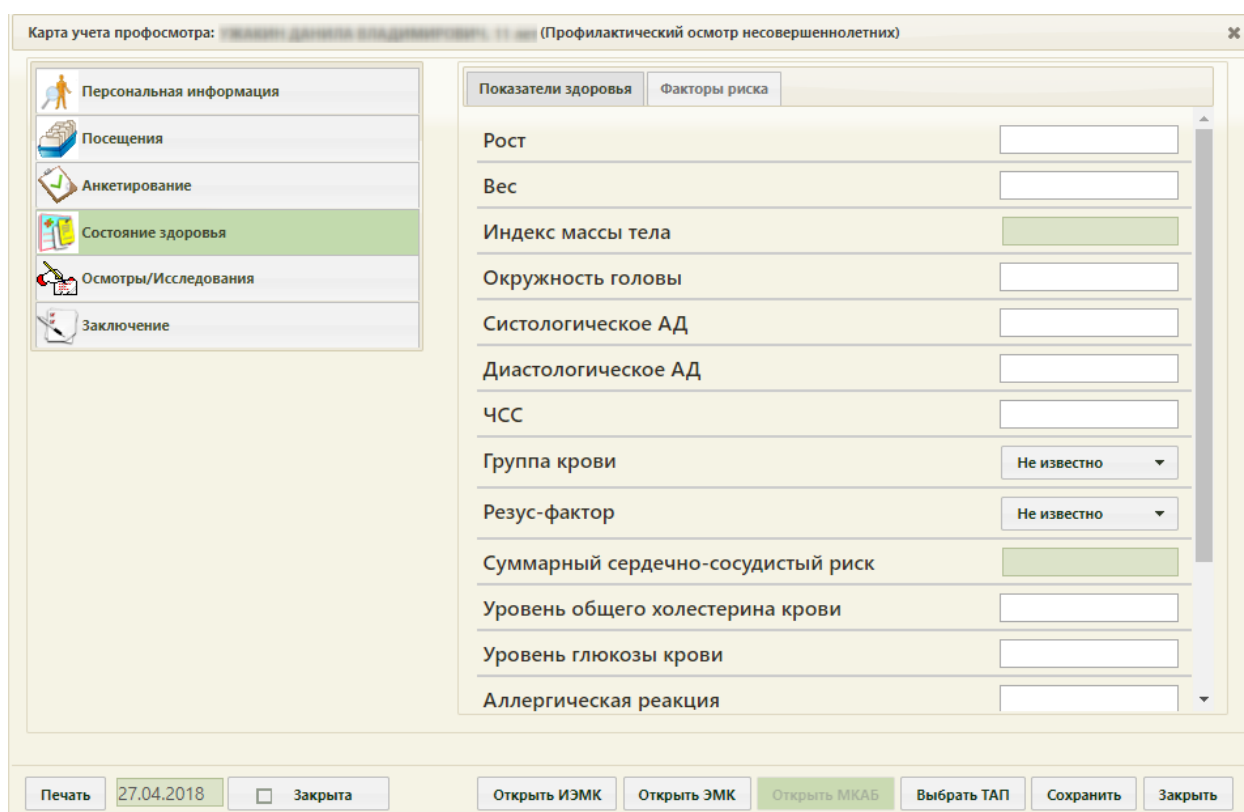 Карта учета профосмотра: (Профилактический осмотр несовершеннолетних)
Персональная информация
Посещения
Анкетирование
Состояние здоровья
Осмотры/Исследования
Заключение
Показатели здоровья Факторы риска
Рост
Вес
Индекс массы тела
Окружность головы
Систологическое АД
Диастологическое АД
ЧСС
Группа крови Не известно
Резус-фактор Не известно
Суммарный сердечно-сосудистый риск
Уровень общего холестерина крови
Уровень глюкозы крови
Аллергическая реакция
Печать 27.04.2018 Закрыта Открыть ИЭМК Открыть ЭМК Открыть МКАБ Выбрать ТАП Сохранить Закрыть